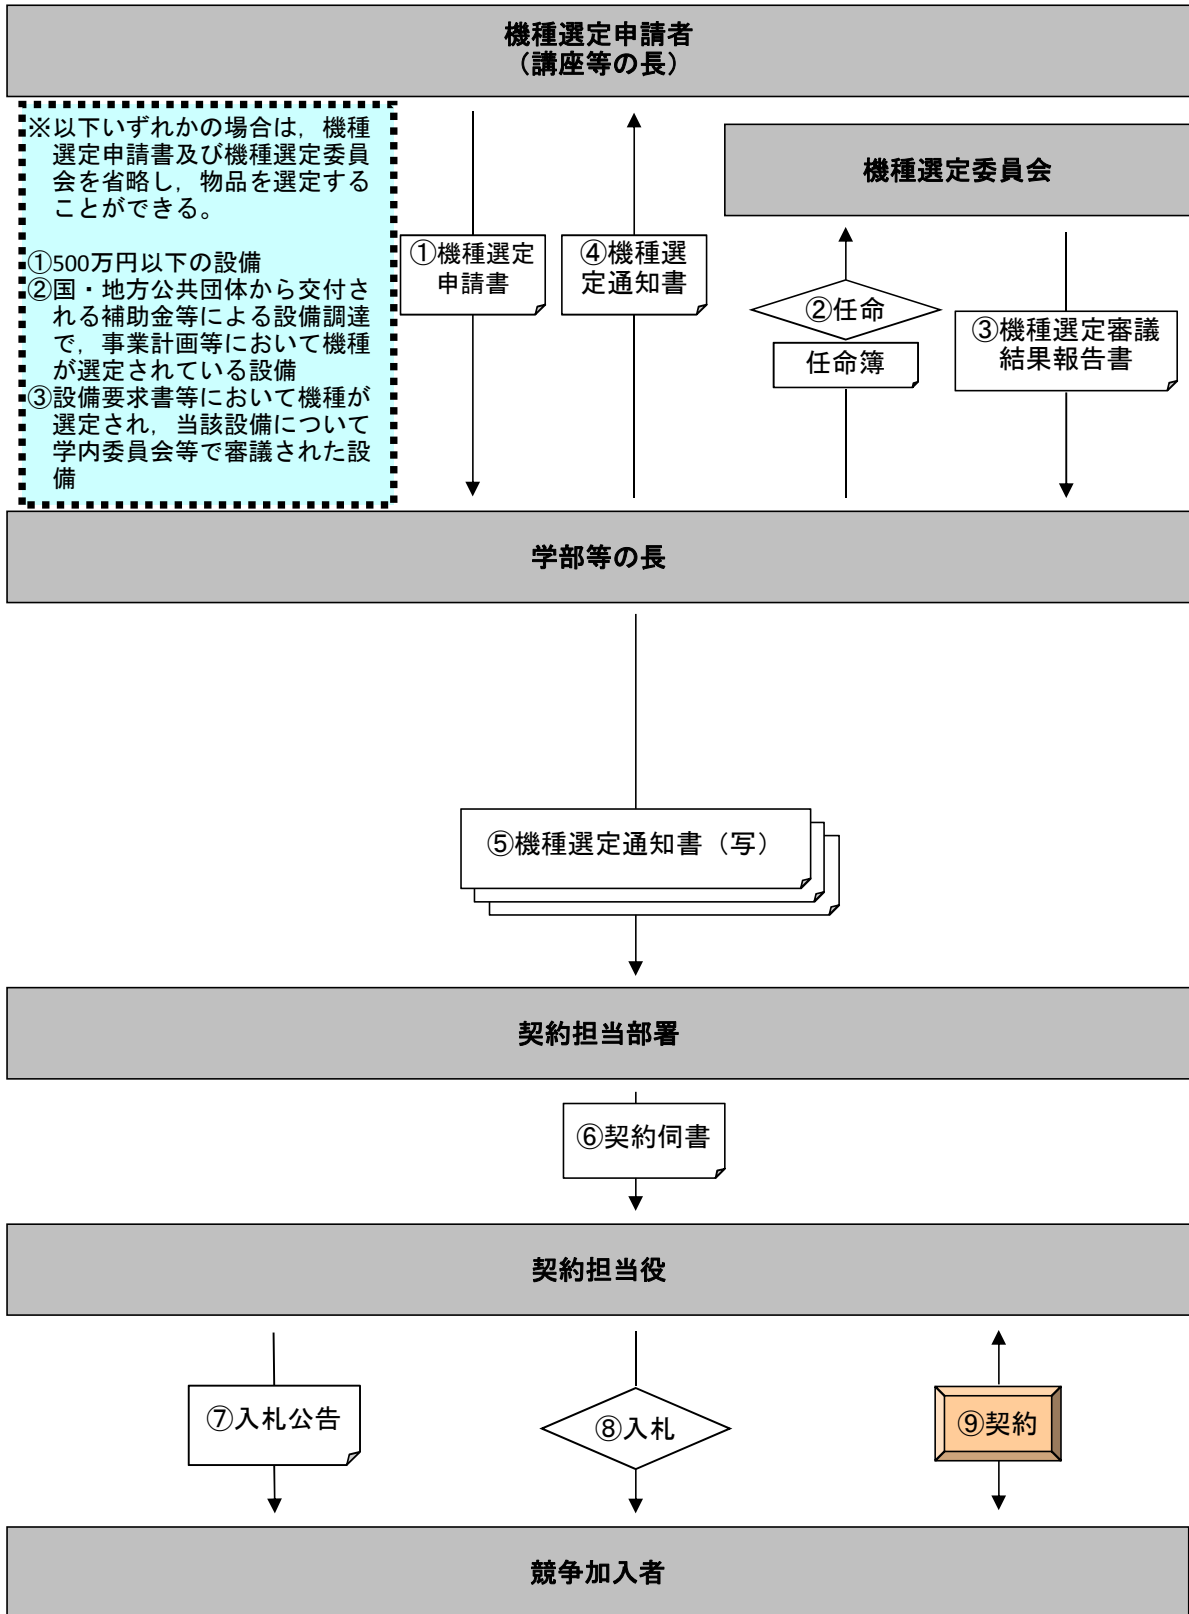 機種選定申請者
（講座等の長）
※以下いずれかの場合は，機種
選定申請書及び機種選定委員
会を省略し，物品を選定する
ことができる。
①500万円以下の設備
②国・地方公共団体から交付さ
れる補助金等による設備調達
で，事業計画等において機種
が選定されている設備
③設備要求書等において機種が
選定され，当該設備について
学内委員会等で審議された設
備
①機種選定
申請書
④機種選
定通知書
機種選定委員会
②任命
任命簿
③機種選定審議
結果報告書
学部等の長
⑤機種選定通知書（写）
契約担当部署
⑥契約伺書
契約担当役
⑦入札公告
⑧入札
⑨契約
競争加入者